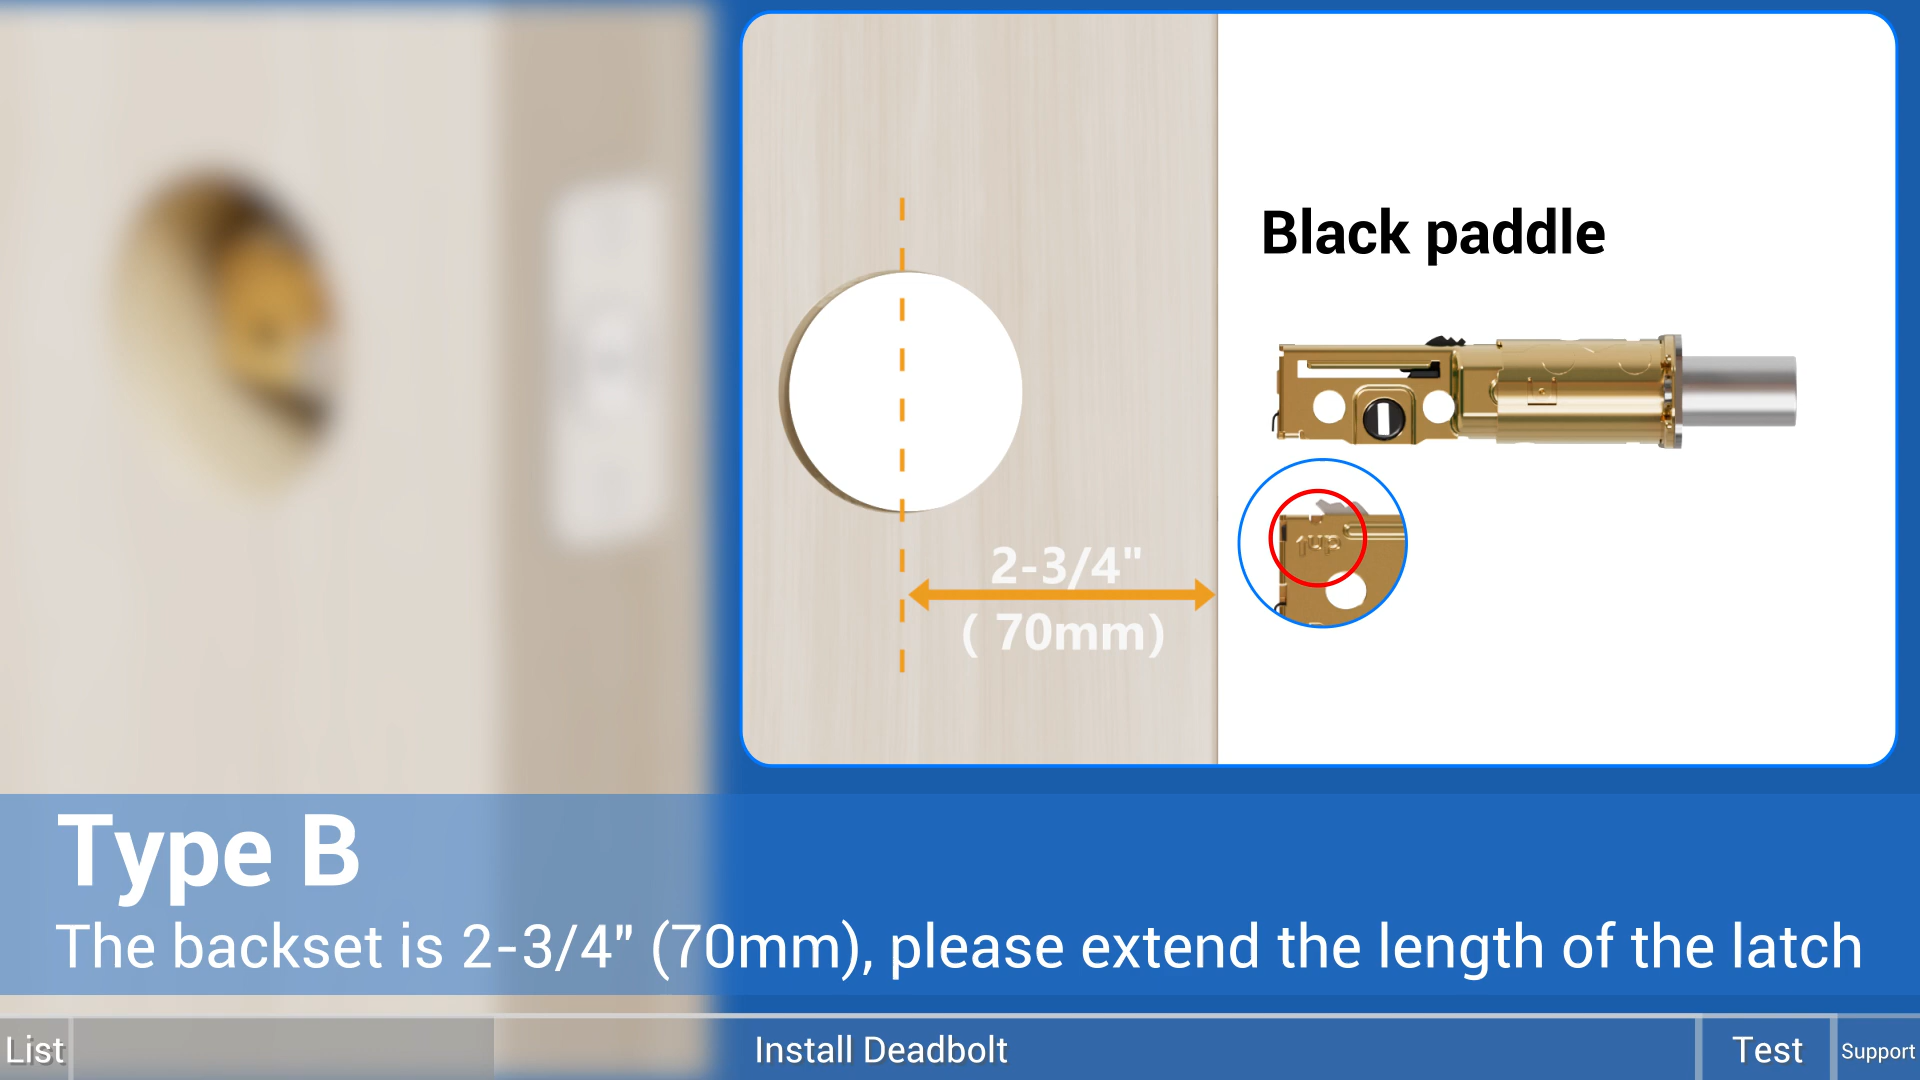 Black paddle
1up
2-3/4"
( 70mm)
Type B
The backset is 2-3/4" (70mm), please extend the length of the latch
List
Install Deadbolt
Test
Support